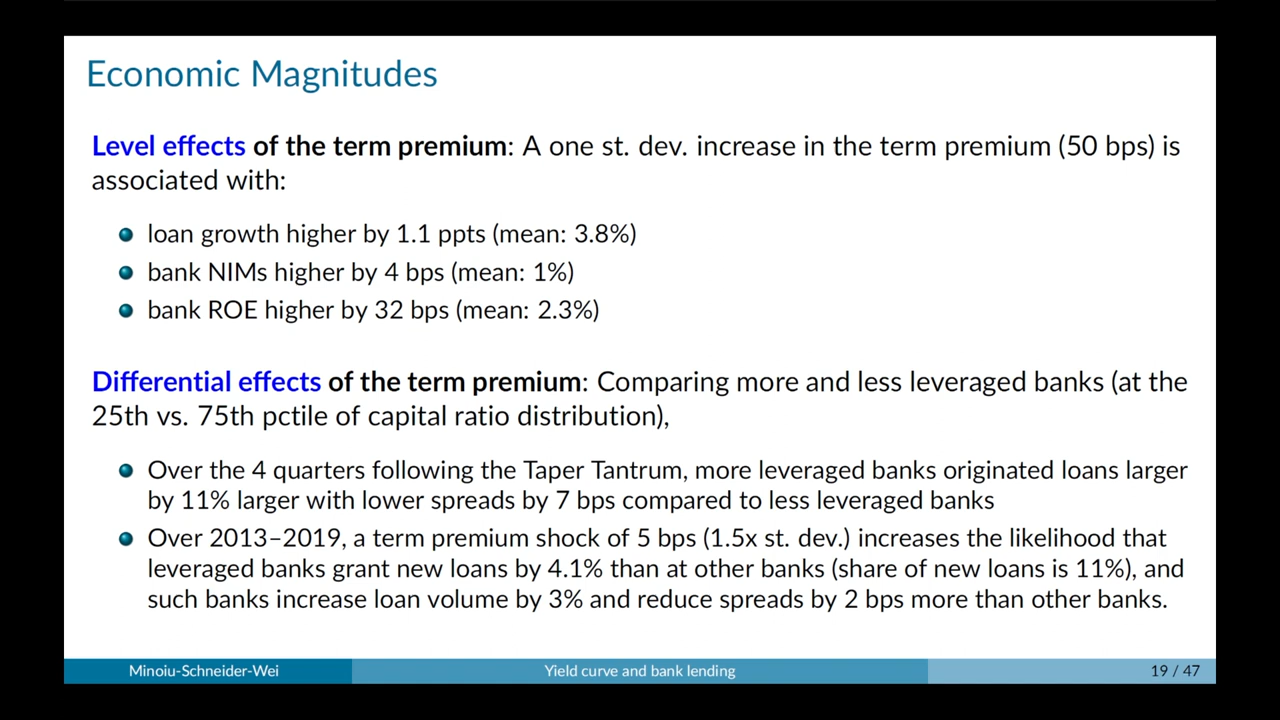 Economic Magnitudes
Level effects of the term premium: A one st. dev. increase in the term premium (50 bps) is
associated with:
loan growth higher by 1.1 ppts (mean: 3.8%)
bank NIMs higher by 4 bps (mean: 1%)
bank ROE higher by 32 bps (mean: 2.3%)
Differential effects of the term premium: Comparing more and less leveraged banks (at the
25th vs. 75th pctile of capital ratio distribution),
Over the 4 quarters following the Taper Tantrum, more leveraged banks originated loans larger
by 11% larger with lower spreads by 7 bps compared to less leveraged banks
Over 2013–2019, a term premium shock of 5 bps (1.5x st. dev.) increases the likelihood that
leveraged banks grant new loans by 4.1% than at other banks (share of new loans is 11%), and
such banks increase loan volume by 3% and reduce spreads by 2 bps more than other banks.
Minoiu-Schneider-Wei
Yield curve and bank lending
19 / 47